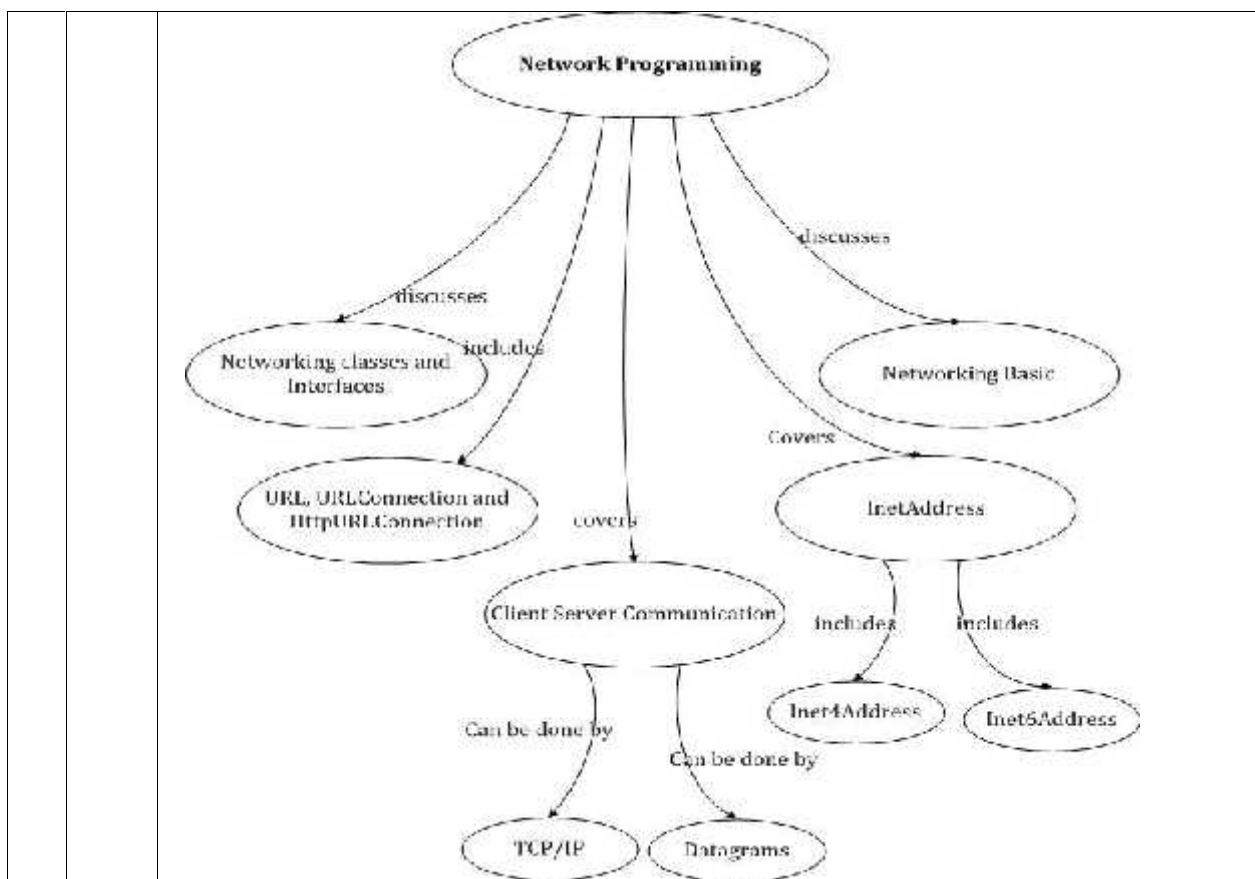 Network Programming
discusses
discusses
Networking classes and
Interfaces
includes
Networking Basic
Covers
URL, URLConnection and
HttpURLConnection
InetAddress
covers
Client Server Communication
includes
includes
Inet4Address
Inet6Address
Can be done by
Can be done by
TCP/IP
Datagrams